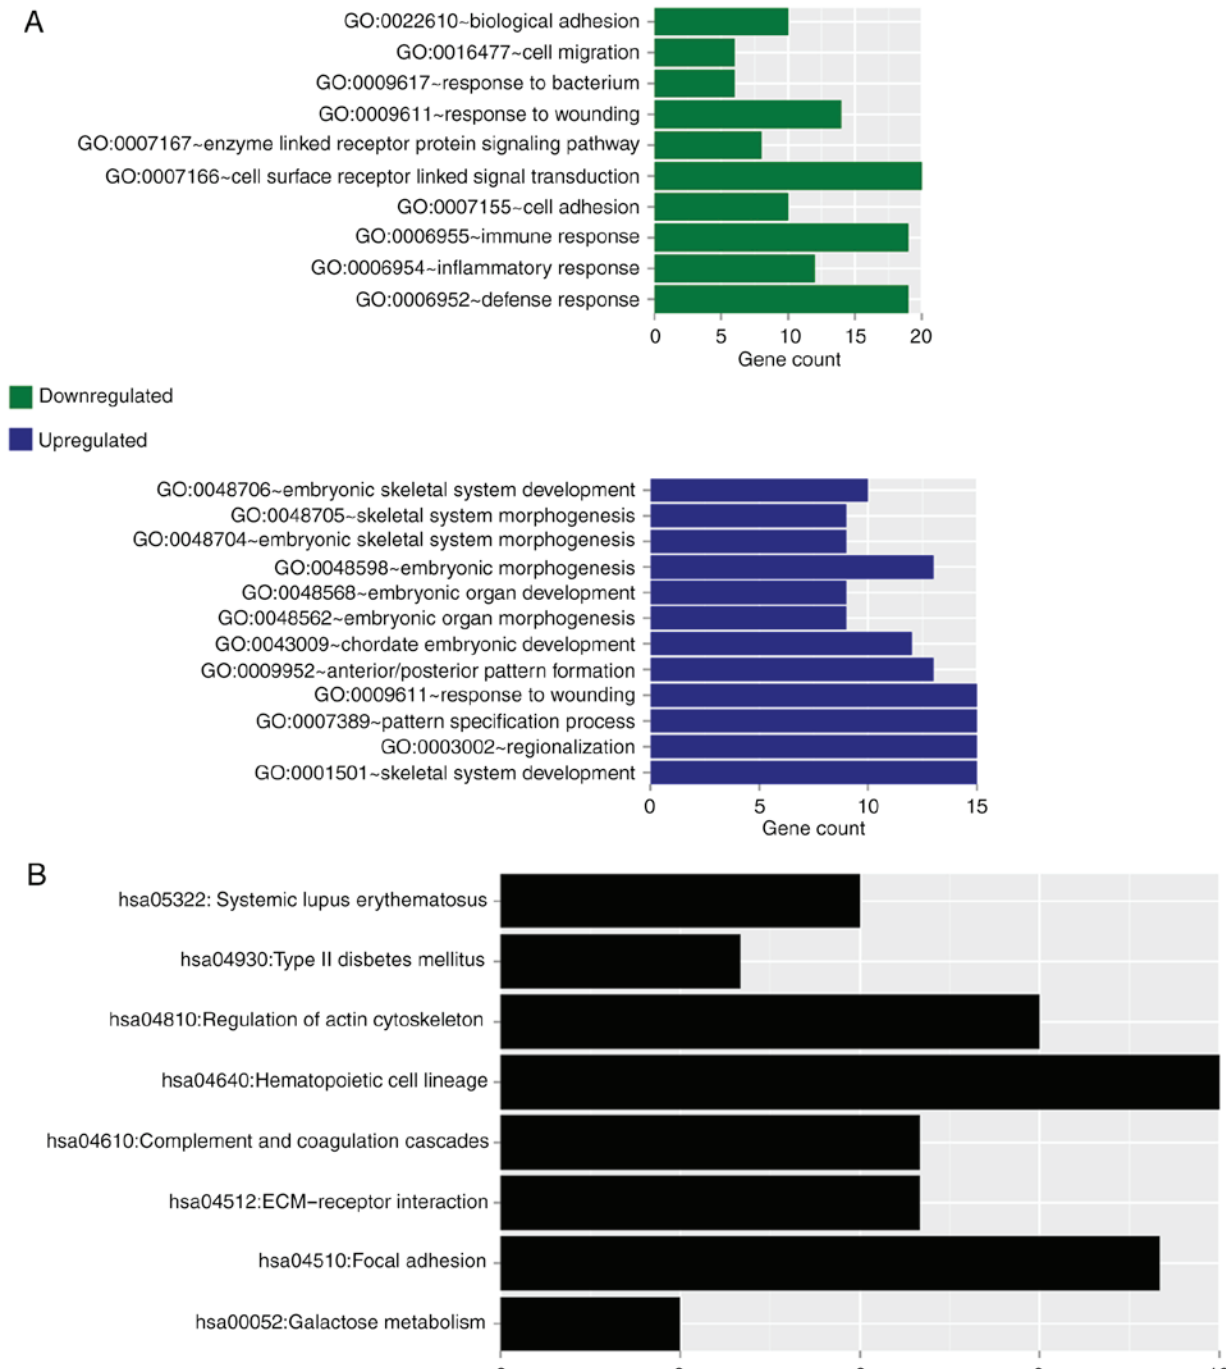 A
GO:0022610~biological adhesion
GO:0016477~cell migration
GO:0009617~response to bacterium
GO:0009611~response to wounding
GO:0007167~enzyme linked receptor protein signaling pathway
GO:0007166~cell surface receptor linked signal transduction
GO:0007155~cell adhesion
GO:0006955~immune response
GO:0006954~inflammatory response
GO:0006952~defense response
0 5 10 15 20
Gene count
Downregulated
Upregulated
GO:0048706~embryonic skeletal system development
GO:0048705~skeletal system morphogenesis
GO:0048704~embryonic skeletal system morphogenesis
GO:0048598~embryonic morphogenesis
GO:0048568~embryonic organ development
GO:0048562~embryonic organ morphogenesis
GO:0043009~chordate embryonic development
GO:0009952~anterior/posterior pattern formation
GO:0009611~response to wounding
GO:0007389~pattern specification process
GO:0003002~regionalization
GO:0001501~skeletal system development
0 5 10 15
Gene count
B
hsa05322: Systemic lupus erythematosus
hsa04930:Type II disbetes mellitus
hsa04810:Regulation of actin cytoskeleton
hsa04640:Hematopoietic cell lineage
hsa04610:Complement and coagulation cascades
hsa04512:ECM−receptor interaction
hsa04510:Focal adhesion
hsa00052:Galactose metabolism